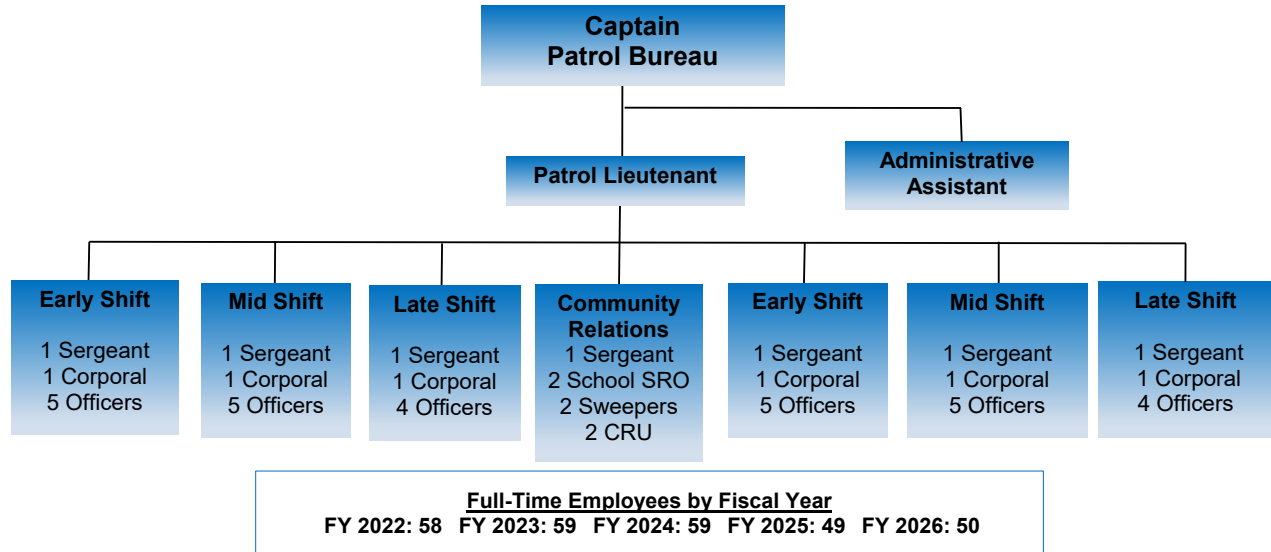 Captain
Patrol Bureau
Patrol Lieutenant
Administrative
Assistant
Early Shift
1 Sergeant
1 Corporal
5 Officers
Mid Shift
1 Sergeant
1 Corporal
5 Officers
Late Shift
1 Sergeant
1 Corporal
4 Officers
Community
Relations
1 Sergeant
2 School SRO
2 Sweepers
2 CRU
Early Shift
1 Sergeant
1 Corporal
5 Officers
Mid Shift
1 Sergeant
1 Corporal
5 Officers
Late Shift
1 Sergeant
1 Corporal
4 Officers
Full-Time Employees by Fiscal Year
FY 2022: 58 FY 2023: 59 FY 2024: 59 FY 2025: 49 FY 2026: 50